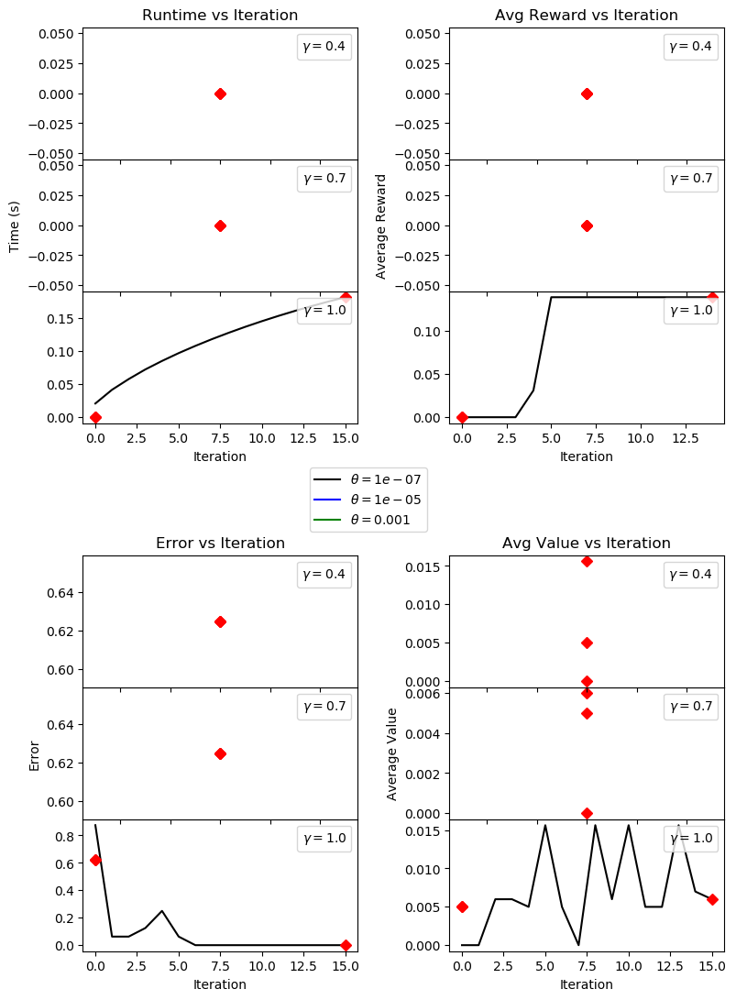 Runtime vs Iteration
0.050
0.025
0.000
−0.025
−0.050
γ = 0.4
0.050
0.025
0.000
−0.025
−0.050
γ = 0.7
Time (s)
0.15
0.10
0.05
0.00
γ = 1.0
0.0 2.5 5.0 7.5 10.0 12.5 15.0
Iteration
Avg Reward vs Iteration
0.050
0.025
0.000
−0.025
−0.050
γ = 0.4
0.050
0.025
0.000
−0.025
−0.050
γ = 0.7
Average Reward
0.10
0.05
0.00
γ = 1.0
0.0 2.5 5.0 7.5 10.0 12.5
Iteration
θ = 1e − 07
θ = 1e − 05
θ = 0.001
Error vs Iteration
0.64
0.62
0.60
γ = 0.4
0.64
0.62
0.60
γ = 0.7
Error
0.8
0.6
0.4
0.2
0.0
γ = 1.0
0.0 2.5 5.0 7.5 10.0 12.5 15.0
Iteration
Avg Value vs Iteration
0.015
0.010
0.005
0.000
γ = 0.4
0.006
0.004
0.002
0.000
γ = 0.7
Average Value
0.015
0.010
0.005
0.000
γ = 1.0
0.0 2.5 5.0 7.5 10.0 12.5 15.0
Iteration